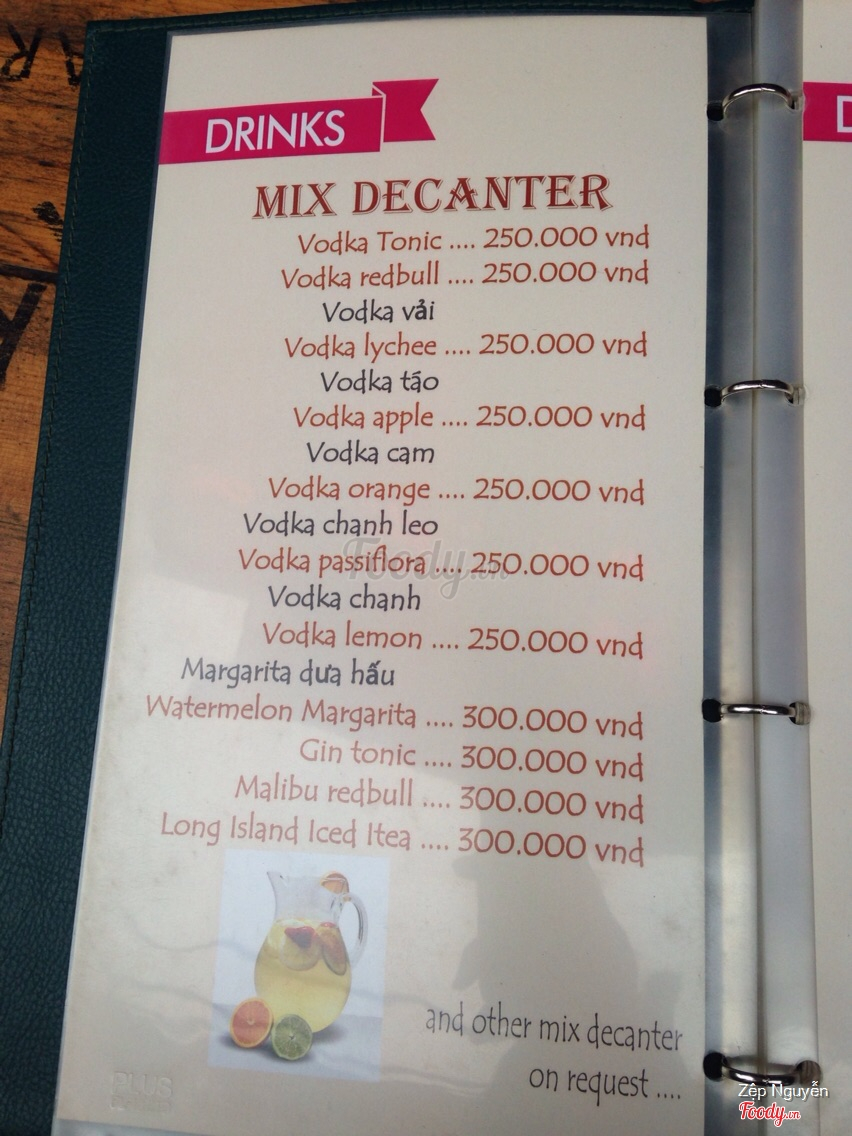 DRINKS
MIX DECANTER
Vodka Tonic .... 250.000 vnd
Vodka redbull .... 250.000 vnd
Vodka vải
Vodka lychee .... 250.000 vnd
Vodka táo
Vodka apple .... 250.000 vnd
Vodka cam
Vodka orange .... 250.000 vnd
Vodka chanh leo
Vodka passiflora .... 250.000 vnd
Foody.vn
Vodka chanh
Vodka lemon .... 250.000 vnd
Margarita dưa hấu
Watermelon Margarita .... 300.000 vnd
Gin tonic .... 300.000 vnd
Malibu redbull .... 300.000 vnd
Long Island Iced Itea .... 300.000 vnd
and other mix decanter
on request ....
PLUS
Zệp Nguyễn
Foody.vn